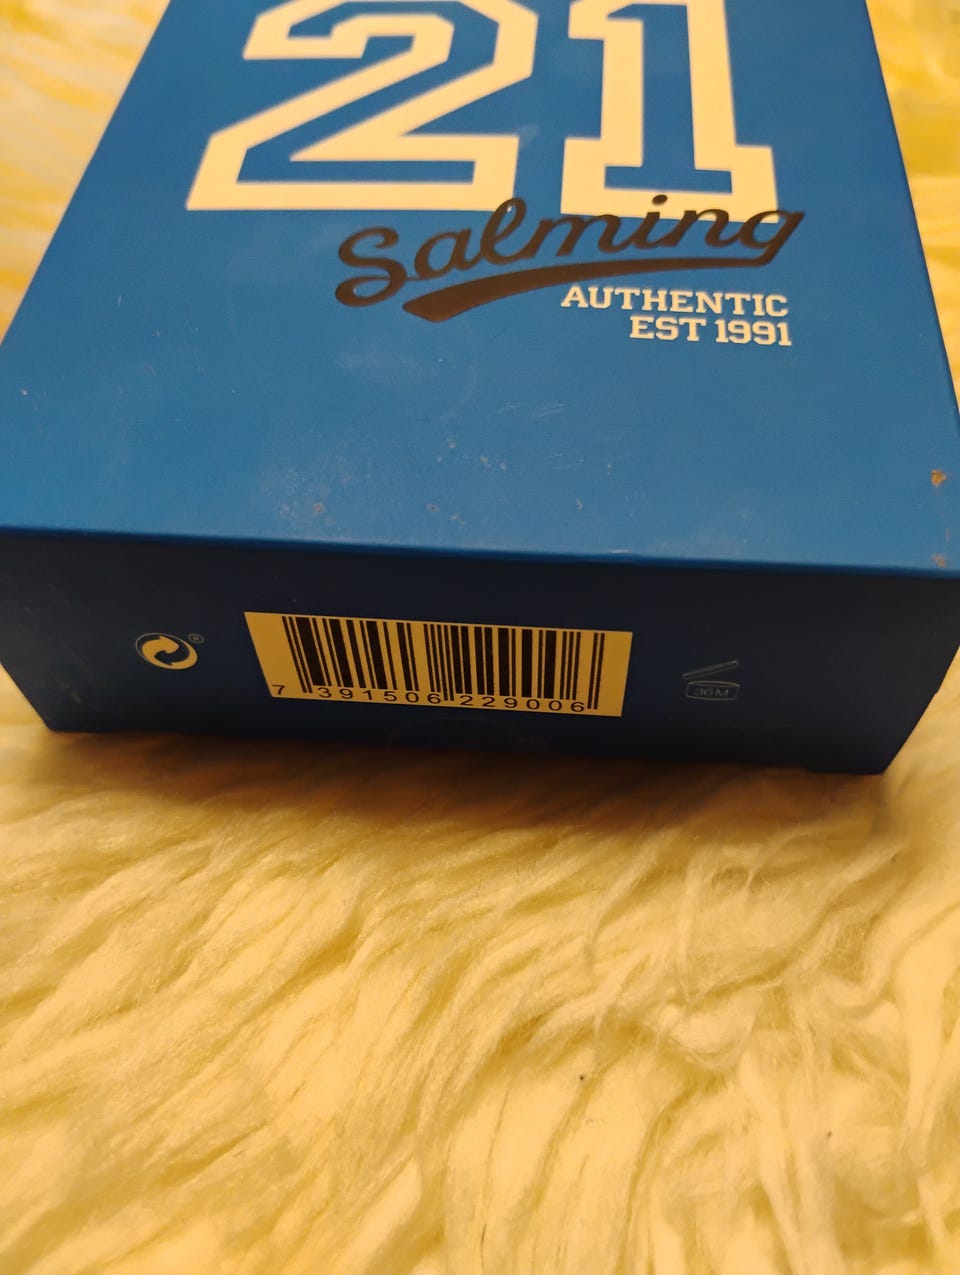 21
Salming
AUTHENTIC
EST 1991
®
7 391506 229006
36M